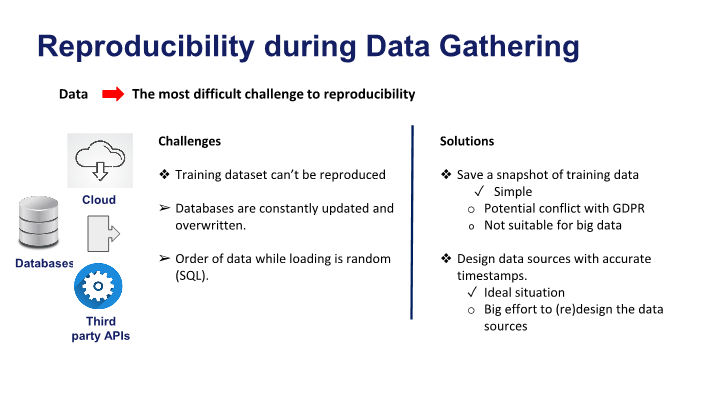 Reproducibility during Data Gathering
Data The most difficult challenge to reproducibility
Cloud
Databases
Third
party APIs
Challenges
❖ Training dataset can't be reproduced
➢ Databases are constantly updated and
overwritten.
➢ Order of data while loading is random
(SQL).
Solutions
❖ Save a snapshot of training data
✓ Simple
o Potential conflict with GDPR
o Not suitable for big data
❖ Design data sources with accurate
timestamps.
✓ Ideal situation
o Big effort to (re)design the data
sources